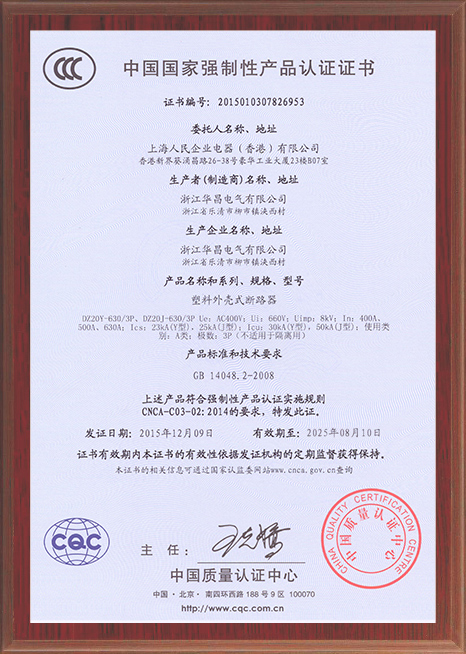 CCC
中国国家强制性产品认证证书
证书编号：2015010307826953
委托人名称、地址
上海人民企业电器（香港）有限公司
香港新界葵涌昌路26-38号豪华工业大厦23楼B07室
生产者(制造商)名称、地址
浙江华昌电气有限公司
浙江省乐清市柳市镇泱西村
生产企业名称、地址
浙江华昌电气有限公司
浙江省乐清市柳市镇泱西村
产品名称和系列、规格、型号
塑料外壳式断路器
DZ20Y-630/3P、DZ20J-630/3P Ue：AC400V；Ui：660V；Uimp：8kV；In：400A、
500A、630A；Ics：23kA(Y型)，25kA(J型)；Icu：30kA(Y型)，50kA(J型)；使用类
别：A类；极数：3P（不适用于隔离用）
产品标准和技术要求
GB 14048.2-2008
上述产品符合强制性产品认证实施规则
CNCA-C03-02:2014的要求，特发此证。
发证日期：2015年12月09日 有效期至：2025年08月10日
证书有效期内本证书的有效性依据发证机构的定期监督获得保持。
本证书的相关信息可通过国家认监委网站www.cnca.gov.cn查询
CQC
主任：
CHINA QUALITY CERTIFICATION CENTRE
中国质量认证中心
中国质量认证中心
中国·北京·南四环西路188号9区 100070
http://www.cqc.com.cn